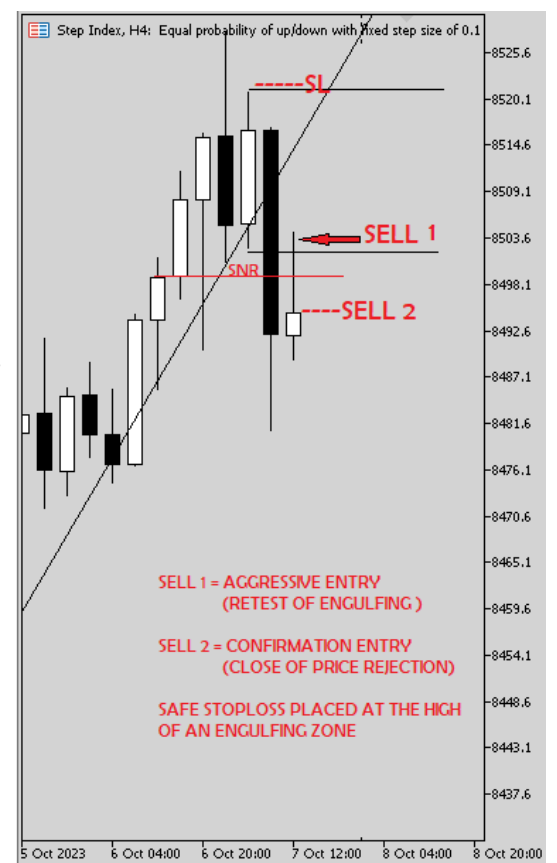 Step Index, H4: Equal probability of up/down with fixed step size of 0.1
8525.6
-----SL
8520.1
8514.6
8509.1
SELL 1
8503.6
SNR
8498.1
----SELL 2
8492.6
8487.1
8481.6
8476.1
8470.6
8465.1
SELL 1 = AGGRESSIVE ENTRY
(RETEST OF ENGULFING )
8459.6
SELL 2 = CONFIRMATION ENTRY
(CLOSE OF PRICE REJECTION)
8454.1
8448.6
SAFE STOPLOSS PLACED AT THE HIGH
OF AN ENGULFING ZONE
8443.1
8437.6
5 Oct 2023 6 Oct 04:00 6 Oct 20:00 7 Oct 12:00 8 Oct 04:00 8 Oct 20:00